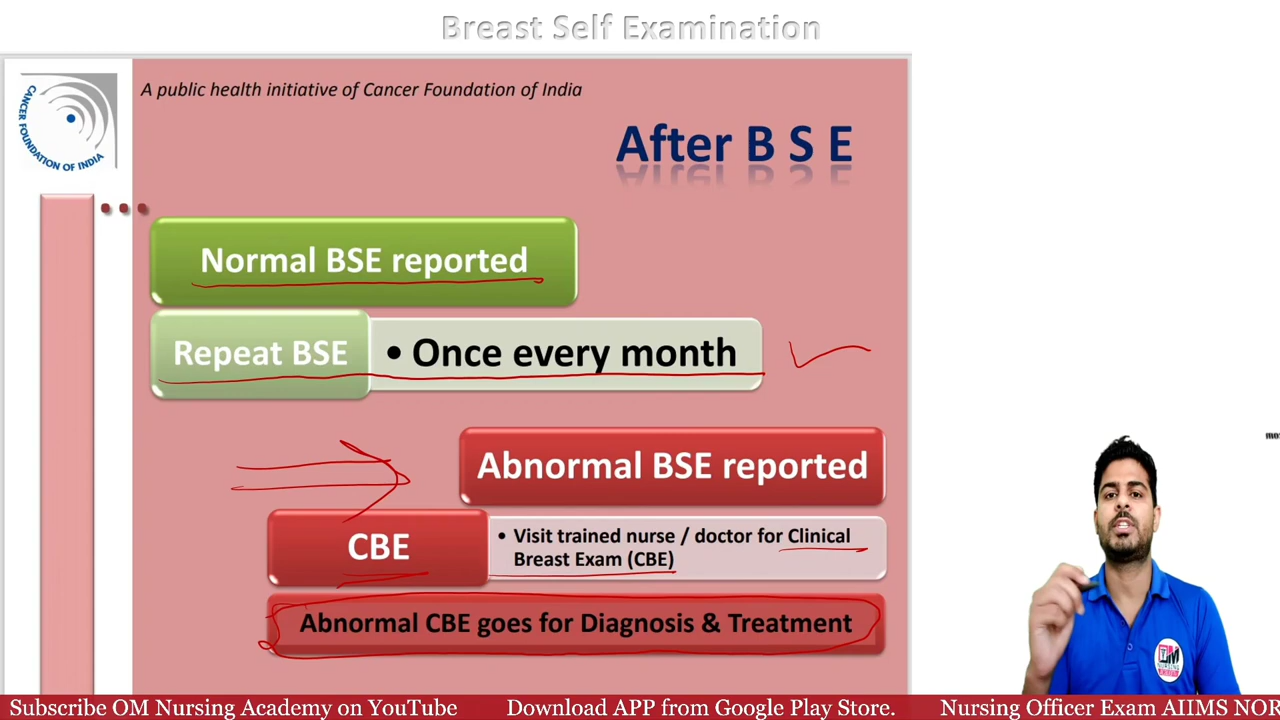 Breast Self Examination
A public health initiative of Cancer Foundation of India
CANCER FOUNDATION OF INDIA
After B S E
Normal BSE reported
Repeat BSE • Once every month
Abnormal BSE reported
CBE
• Visit trained nurse / doctor for Clinical
Breast Exam (CBE)
Abnormal CBE goes for Diagnosis & Treatment
Subscribe OM Nursing Academy on YouTube Download APP from Google Play Store. Nursing Officer Exam AIIMS NOR